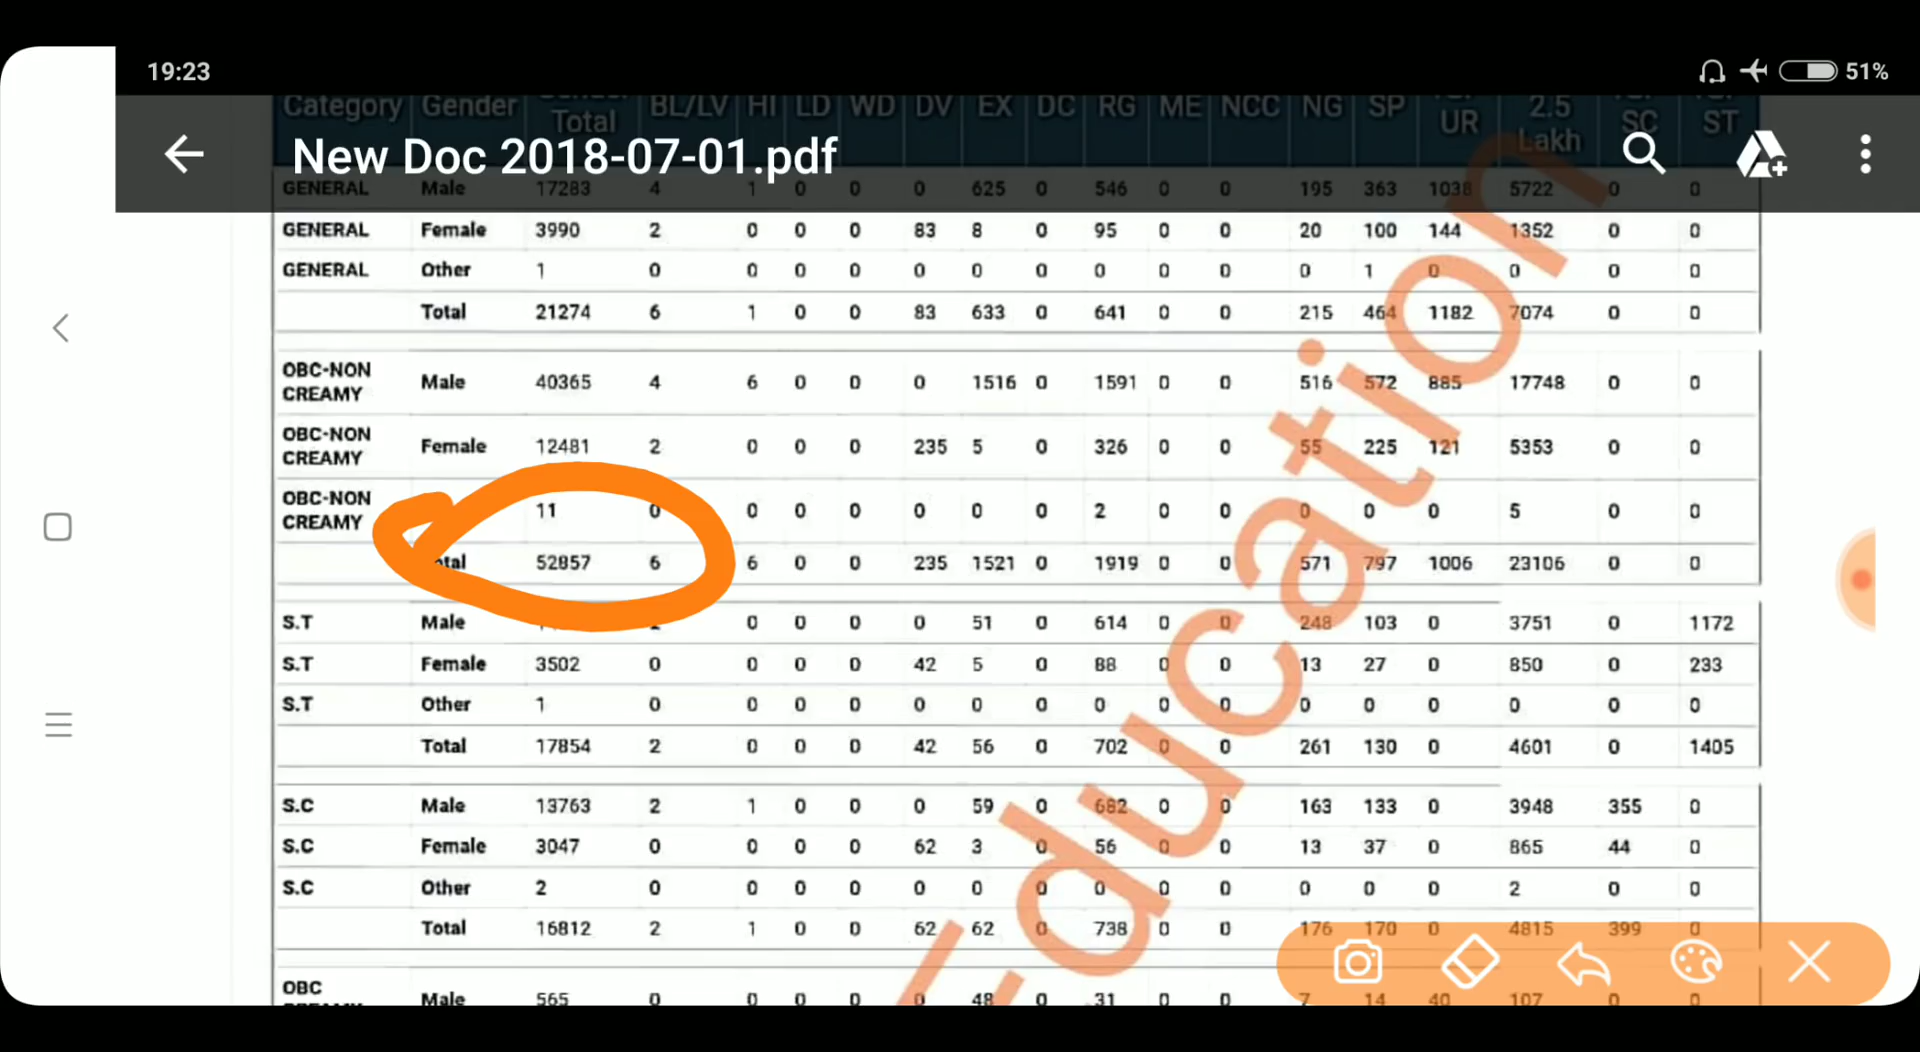 19:23 51%
Category Gender Total BL/LV HI LD WD DV EX DC RG ME NCC NG SP UR 2.5 Lakh SC ST
New Doc 2018-07-01.pdf
GENERAL Male 17283 4 1 0 0 0 625 0 546 0 0 195 363 1038 5722 0 0
GENERAL Female 3990 2 0 0 0 83 8 0 95 0 0 20 100 144 1352 0 0
GENERAL Other 1 0 0 0 0 0 0 0 0 0 0 0 1 0 0 0 0
Total 21274 6 1 0 0 83 633 0 641 0 0 215 464 1182 7074 0 0
OBC-NON CREAMY Male 40365 4 6 0 0 0 1516 0 1591 0 0 516 572 885 17748 0 0
OBC-NON CREAMY Female 12481 2 0 0 0 235 5 0 326 0 0 55 225 121 5353 0 0
OBC-NON CREAMY 11 0 0 0 0 0 0 0 2 0 0 0 0 0 5 0 0
Total 52857 6 6 0 0 235 1521 0 1919 0 0 571 797 1006 23106 0 0
S.T Male 0 0 0 0 51 0 614 0 0 248 103 0 3751 0 1172
S.T Female 3502 0 0 0 0 42 5 0 88 0 0 13 27 0 850 0 233
S.T Other 1 0 0 0 0 0 0 0 0 0 0 0 0 0 0 0 0
Total 17854 2 0 0 0 42 56 0 702 0 0 261 130 0 4601 0 1405
S.C Male 13763 2 1 0 0 0 59 0 682 0 0 163 133 0 3948 355 0
S.C Female 3047 0 0 0 0 62 3 0 56 0 0 13 37 0 865 44 0
S.C Other 2 0 0 0 0 0 0 0 0 0 0 0 0 0 2 0 0
Total 16812 2 1 0 0 62 62 0 738 0 0 176 170 0 4815 399 0
OBC Male 565 0 0 0 0 0 48 0 31 0 0 7 14 40 107 0 0
Education